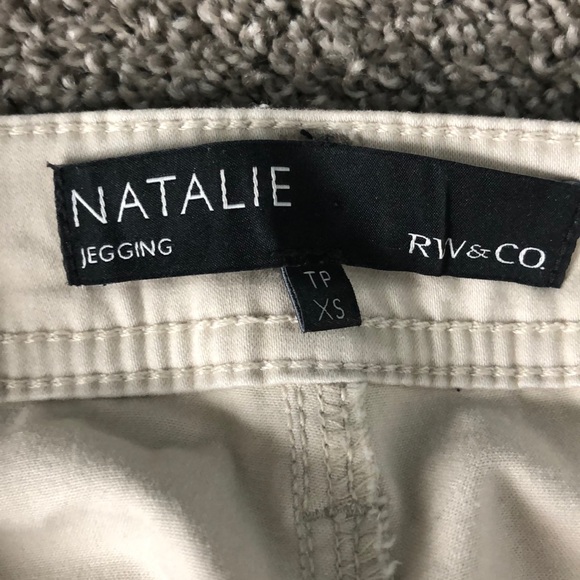 NATALIE
JEGGING
RW&CO.
TP
XS